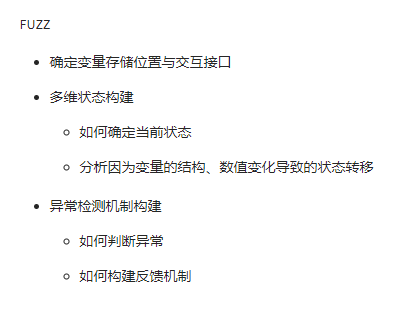 FUZZ
确定变量存储位置与交互接口
多维状态构建
如何确定当前状态
分析因为变量的结构、数值变化导致的状态转移
异常检测机制构建
如何判断异常
如何构建反馈机制